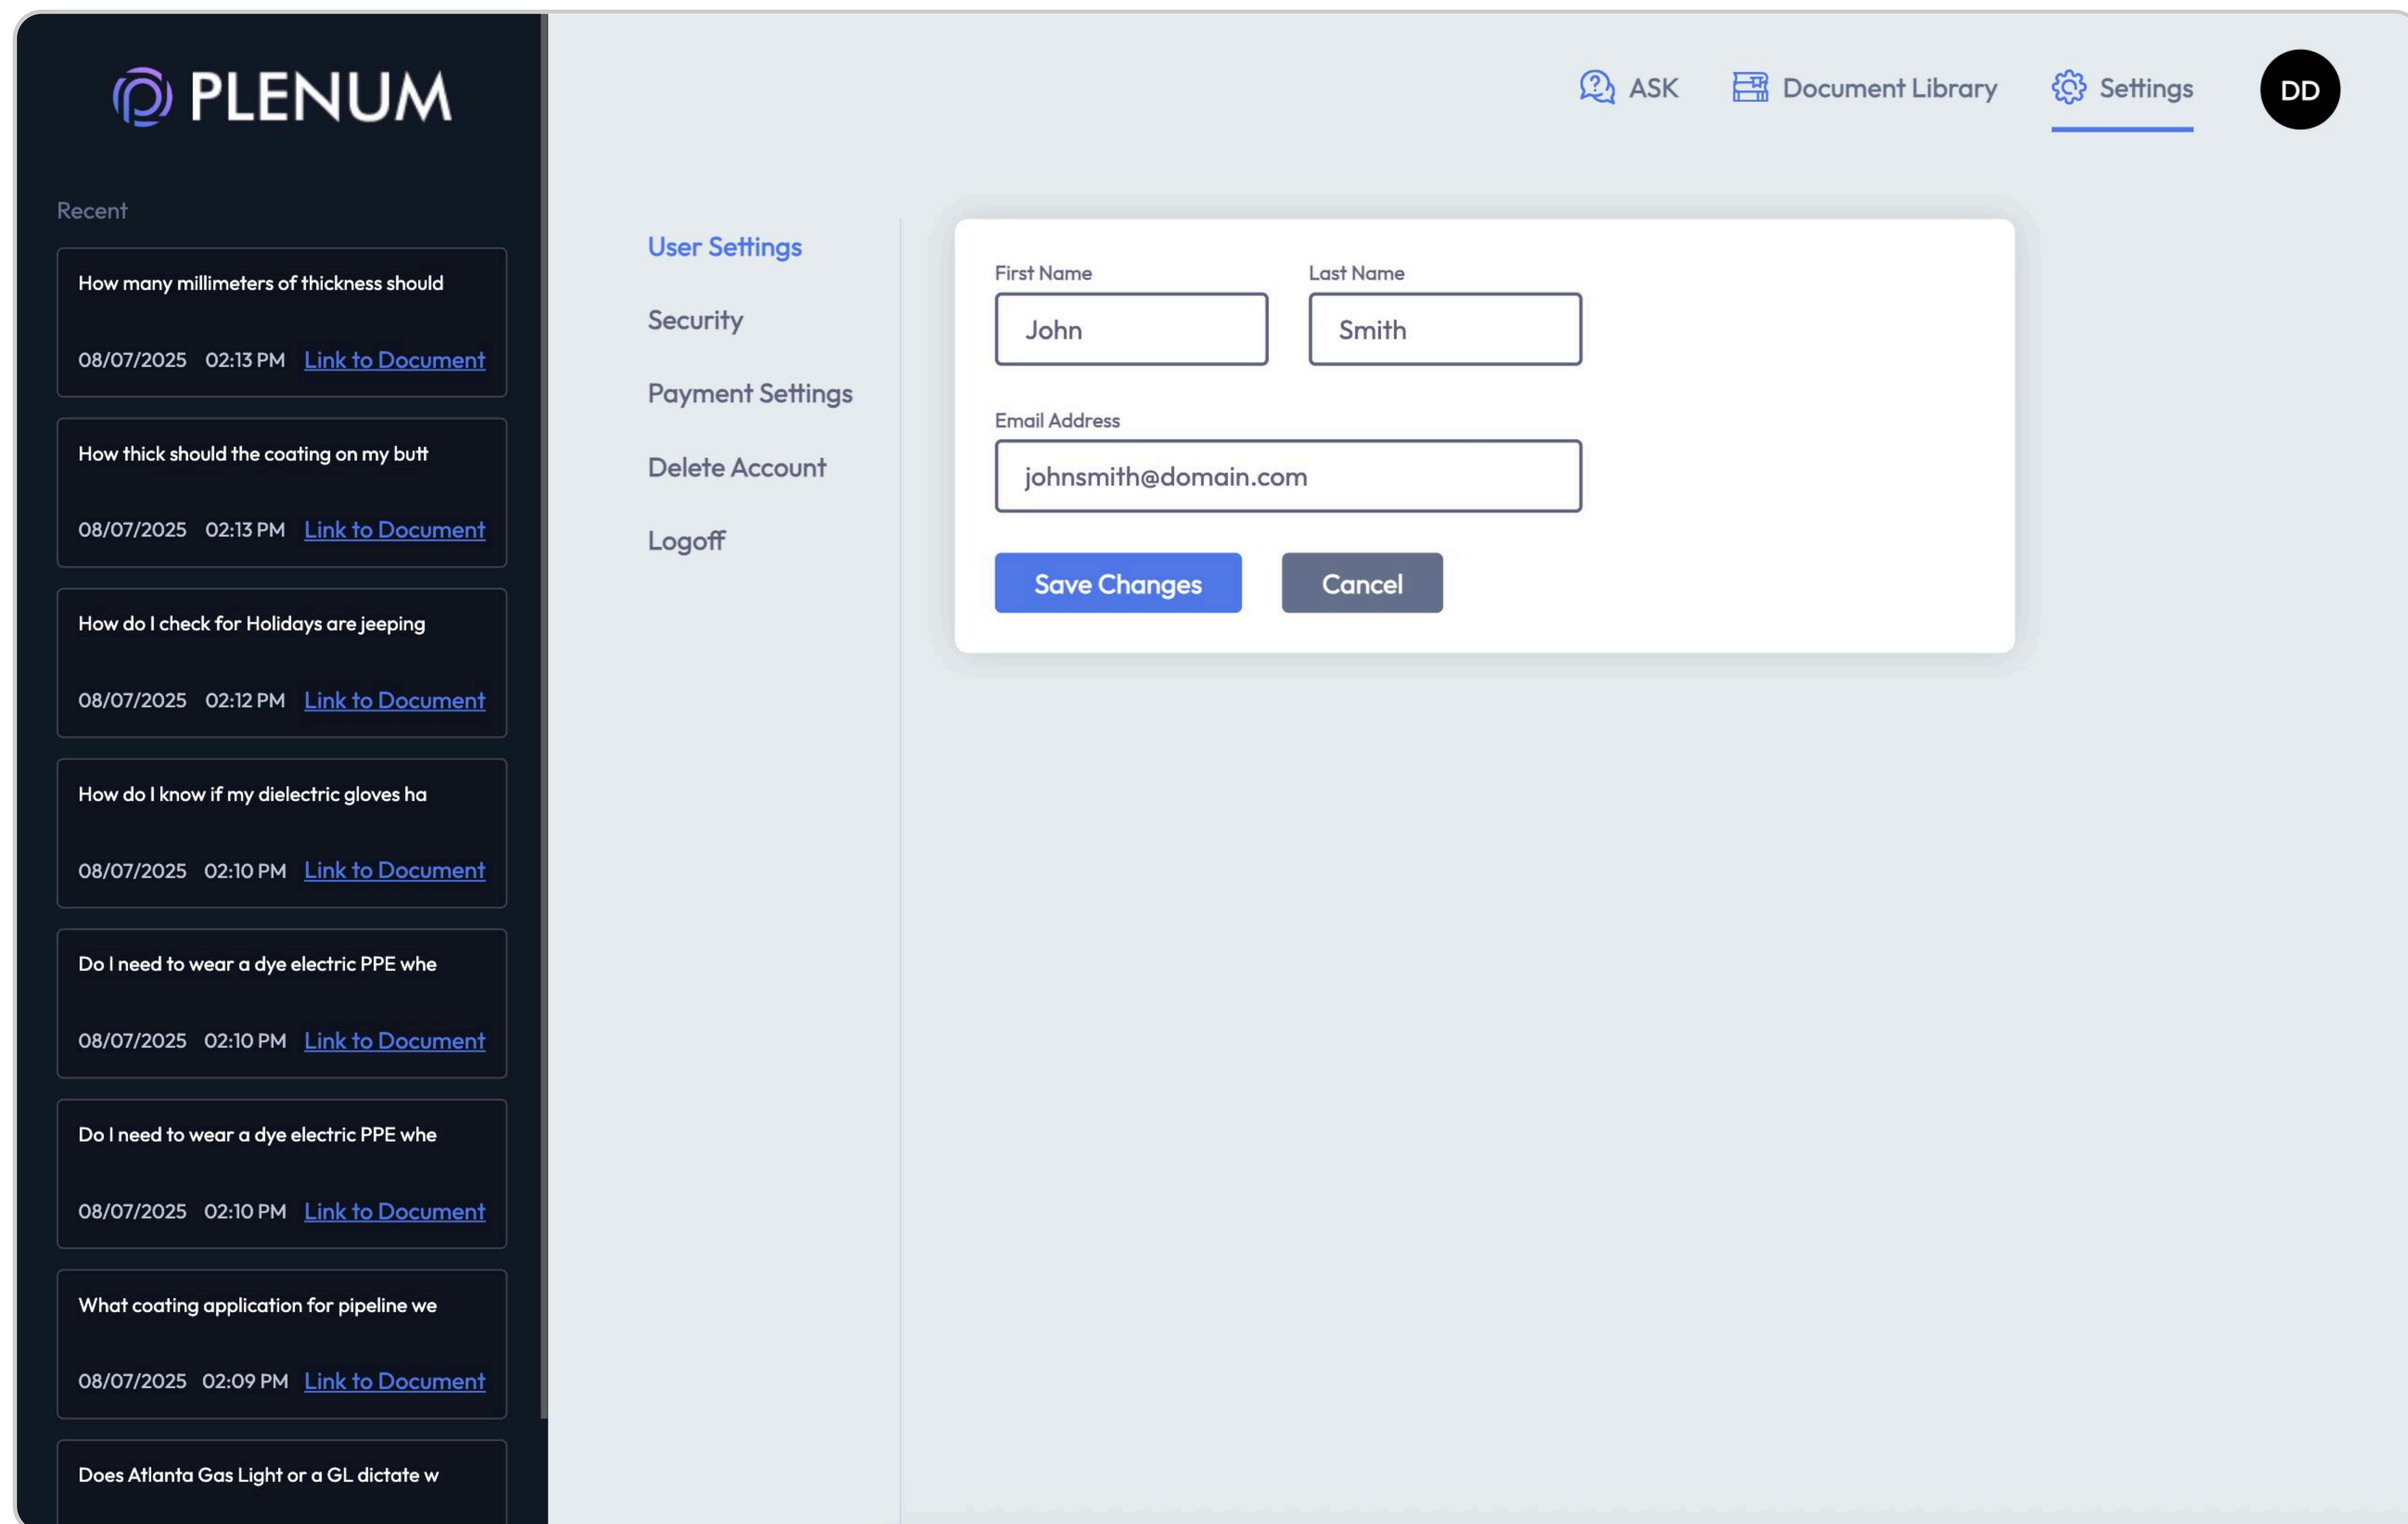 PLENUM
ASK
Document Library
Settings
DD
Recent
How many millimeters of thickness should
08/07/2025 02:13 PM Link to Document
How thick should the coating on my butt
08/07/2025 02:13 PM Link to Document
How do I check for Holidays are jeeping
08/07/2025 02:12 PM Link to Document
How do I know if my dielectric gloves ha
08/07/2025 02:10 PM Link to Document
Do I need to wear a dye electric PPE whe
08/07/2025 02:10 PM Link to Document
Do I need to wear a dye electric PPE whe
08/07/2025 02:10 PM Link to Document
What coating application for pipeline we
08/07/2025 02:09 PM Link to Document
Does Atlanta Gas Light or a GL dictate w
User Settings
Security
Payment Settings
Delete Account
Logoff
First Name
Last Name
John
Smith
Email Address
johnsmith@domain.com
Save Changes
Cancel